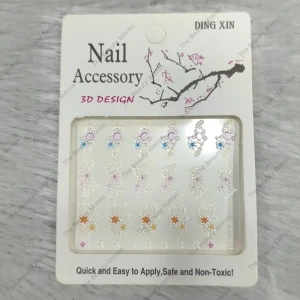 DING XIN
Nail
Accessory
3D DESIGN
Quick and Easy to Apply,Safe and Non-Toxic!